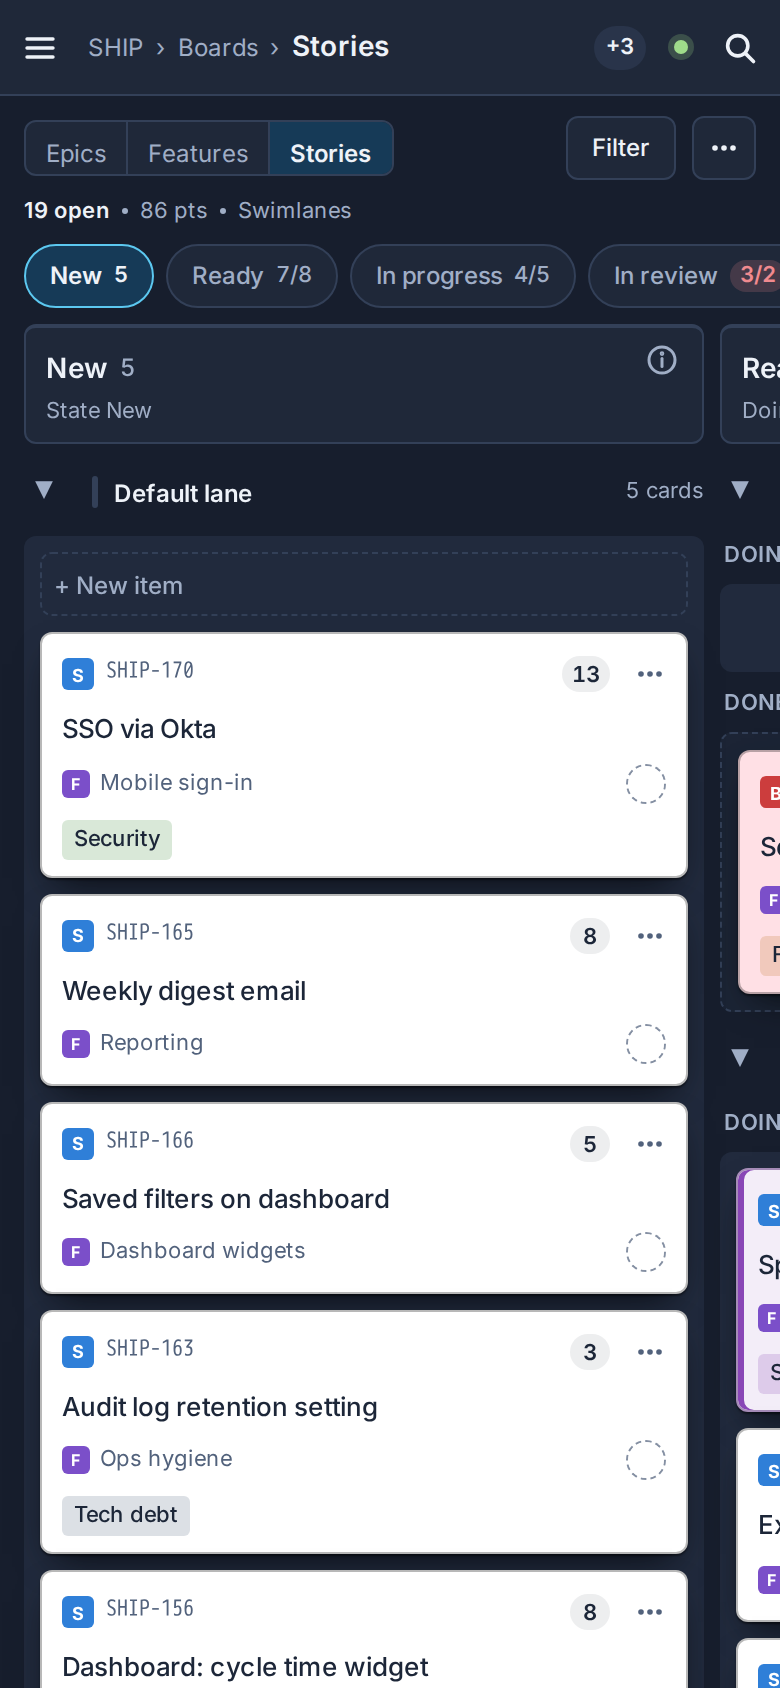 SHIP › Boards › Stories +3
Epics Features Stories Filter •••
19 open • 86 pts • Swimlanes
New 5 Ready 7/8 In progress 4/5 In review 3/2
New 5
State New
Default lane 5 cards
+ New item
S SHIP-170 13
SSO via Okta
F Mobile sign-in
Security
S SHIP-165 8
Weekly digest email
F Reporting
S SHIP-166 5
Saved filters on dashboard
F Dashboard widgets
S SHIP-163 3
Audit log retention setting
F Ops hygiene
Tech debt
S SHIP-156 8
Dashboard: cycle time widget
F
S
F
S
F
S